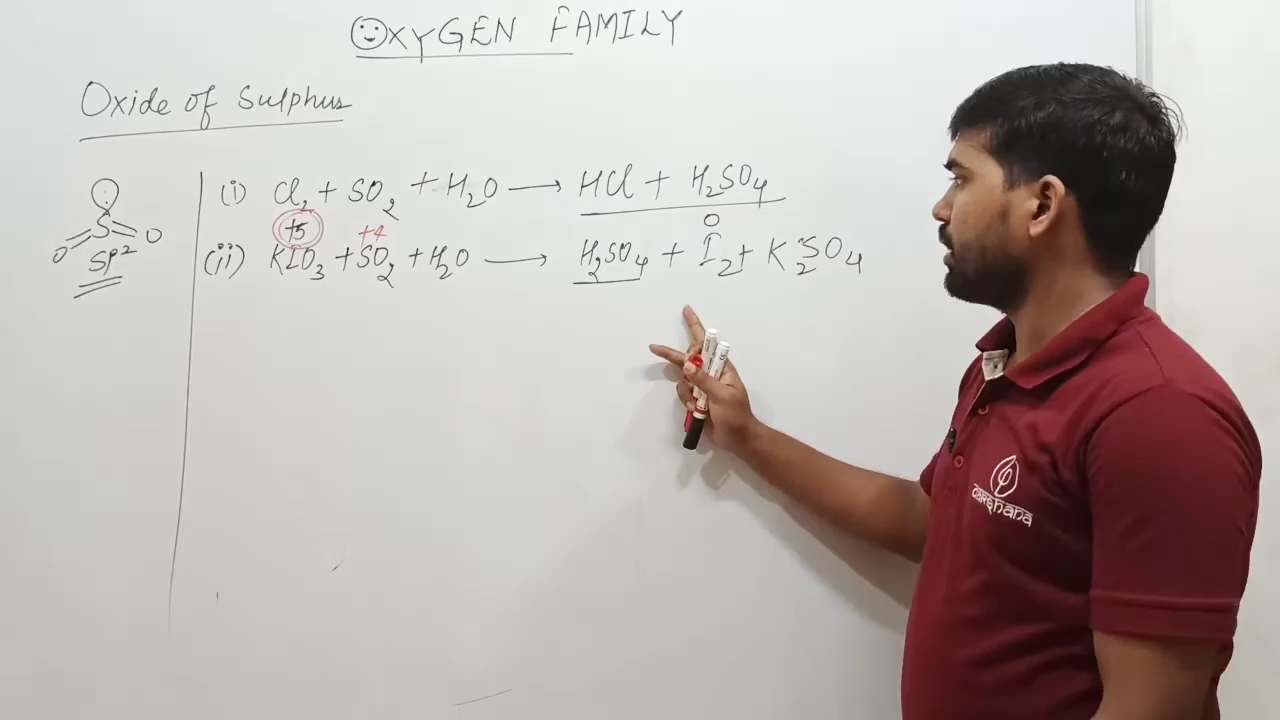 ☺XYGEN FAMILY
Oxide of Sulphur
(i) Cl₂ + SO₂ + H₂O ⟶ HCl + H₂SO₄
+5 +4 0
(ii) KIO₃ + SO₂ + H₂O ⟶ H₂SO₄ + I₂ + K₂SO₄
S
O O
SP²
DARSHANA